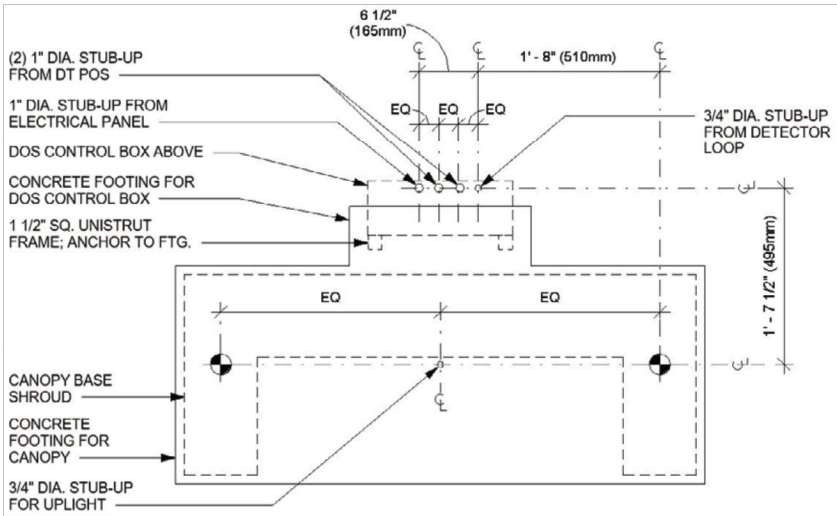 6 1/2"
(165mm)
1' - 8" (510mm)
(2) 1" DIA. STUB-UP
FROM DT POS
1" DIA. STUB-UP FROM
ELECTRICAL PANEL
DOS CONTROL BOX ABOVE
CONCRETE FOOTING FOR
DOS CONTROL BOX
1 1/2" SQ. UNISTRUT
FRAME; ANCHOR TO FTG.
EQ EQ EQ
3/4" DIA. STUB-UP
FROM DETECTOR
LOOP
1' - 7 1/2" (495mm)
EQ EQ
CANOPY BASE
SHROUD
CONCRETE
FOOTING FOR
CANOPY
3/4" DIA. STUB-UP
FOR UPLIGHT